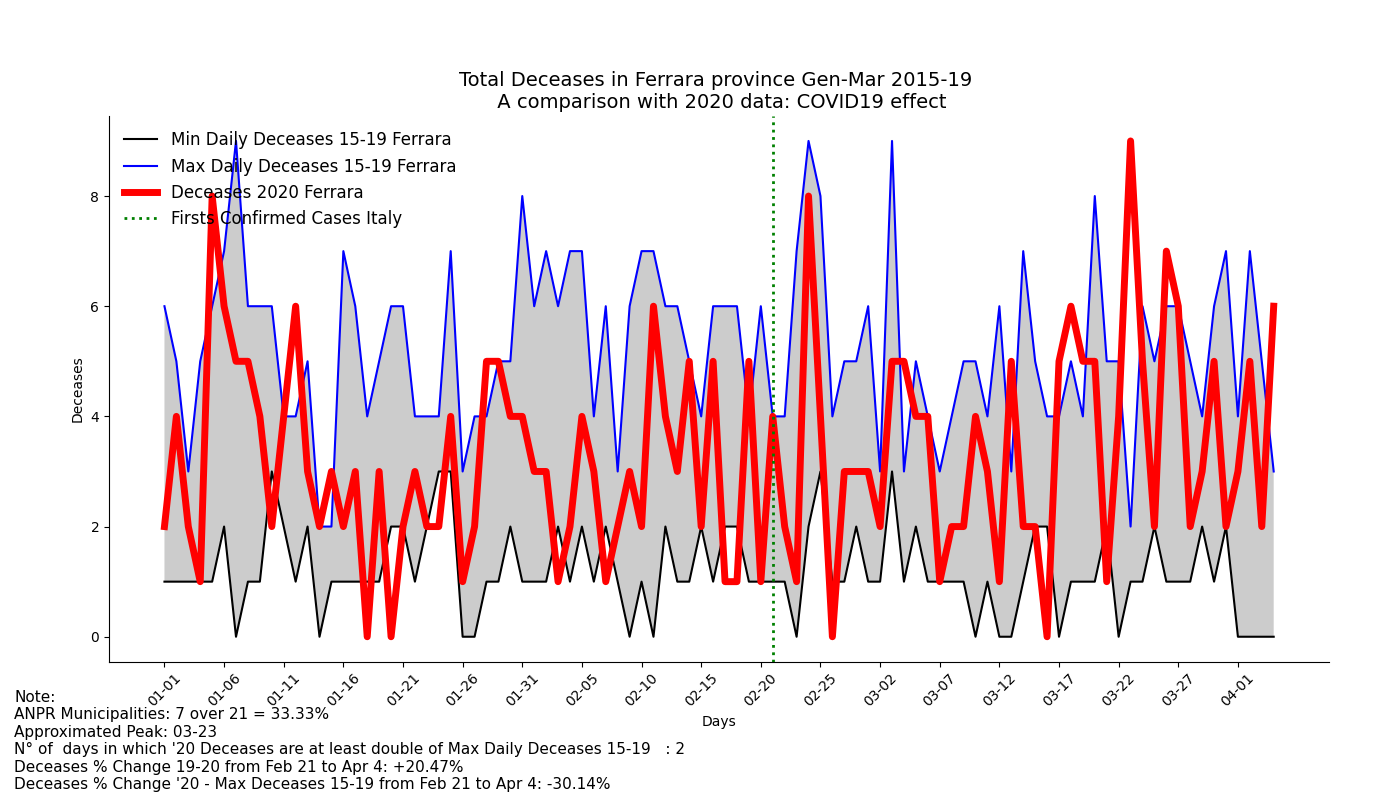 Total Deceases in Ferrara province Gen-Mar 2015-19
A comparison with 2020 data: COVID19 effect
Min Daily Deceases 15-19 Ferrara
Max Daily Deceases 15-19 Ferrara
Deceases 2020 Ferrara
Firsts Confirmed Cases Italy
Deceases
8
6
4
2
0
01-01
01-06
01-11
01-16
01-21
01-26
01-31
02-05
02-10
02-15
02-20
02-25
03-02
03-07
03-12
03-17
03-22
03-27
04-01
Days
Note:
ANPR Municipalities: 7 over 21 = 33.33%
Approximated Peak: 03-23
N° of  days in which '20 Deceases are at least double of Max Daily Deceases 15-19   : 2
Deceases % Change 19-20 from Feb 21 to Apr 4: +20.47%
Deceases % Change '20 - Max Deceases 15-19 from Feb 21 to Apr 4: -30.14%